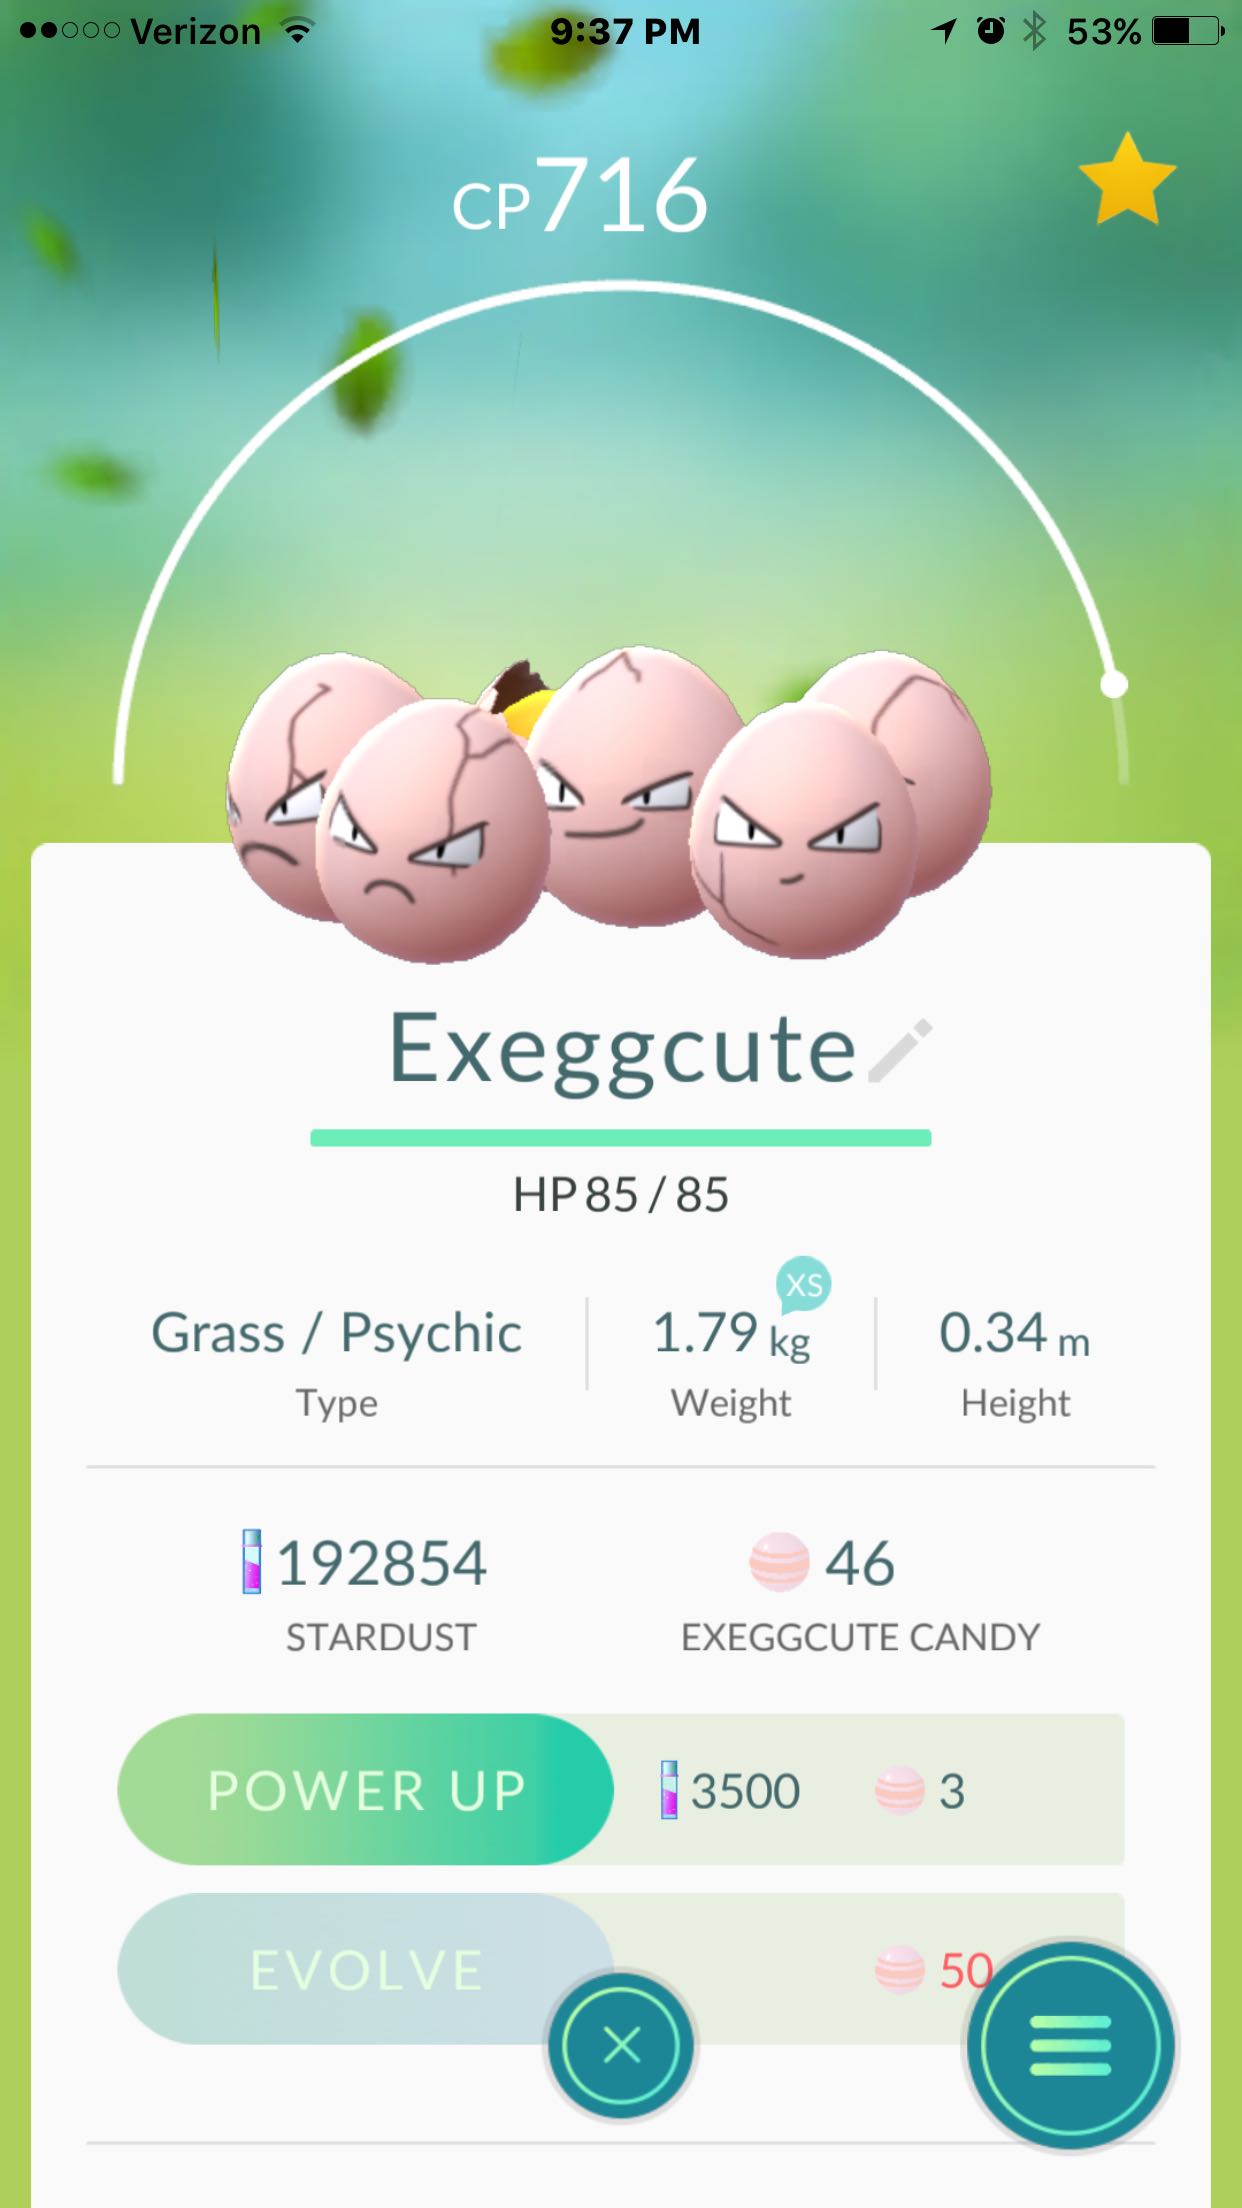 Verizon 9:37 PM 53%
CP716
Exeggcute
HP 85 / 85
XS
Grass / Psychic 1.79 kg 0.34 m
Type Weight Height
192854 46
STARDUST EXEGGCUTE CANDY
POWER UP 3500 3
EVOLVE 50